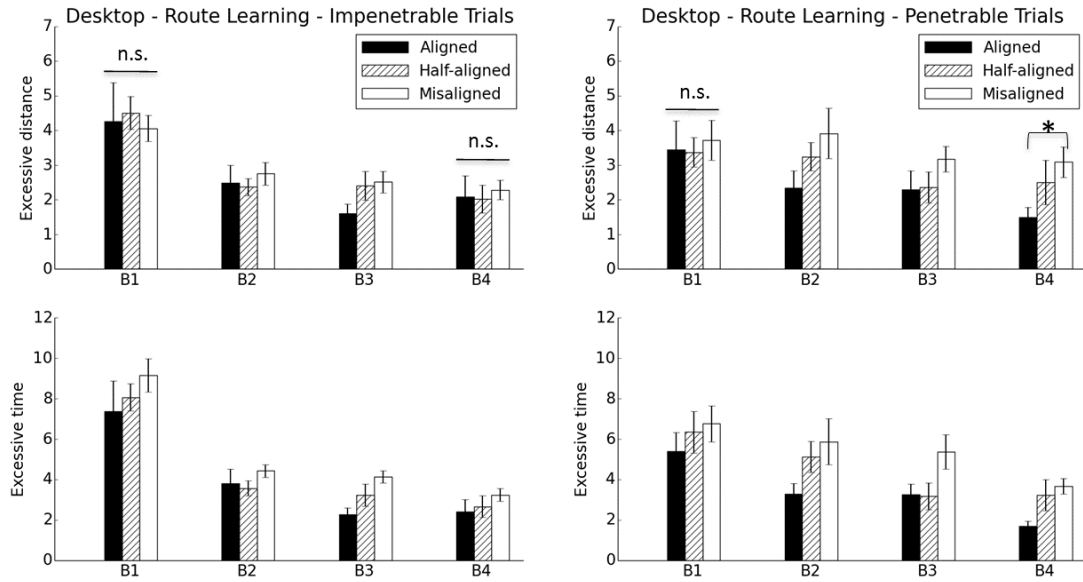 Desktop - Route Learning - Impenetrable Trials
7
6
5
4
3
2
1
0
Excessive distance
n.s.
n.s.
Aligned
Half-aligned
Misaligned
B1 B2 B3 B4
Desktop - Route Learning - Penetrable Trials
7
6
5
4
3
2
1
0
Excessive distance
n.s.
*
Aligned
Half-aligned
Misaligned
B1 B2 B3 B4
12
10
8
6
4
2
0
Excessive time
B1 B2 B3 B4
12
10
8
6
4
2
0
Excessive time
B1 B2 B3 B4